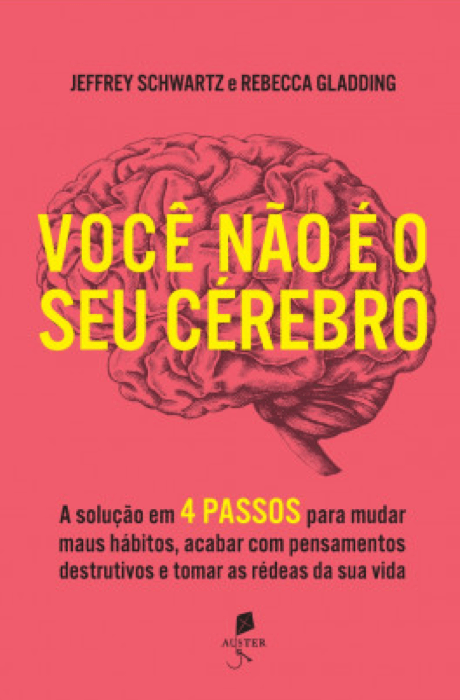 JEFFREY SCHWARTZ e REBECCA GLADDING
VOCÊ NÃO É O
SEU CÉREBRO
A solução em 4 PASSOS para mudar
maus hábitos, acabar com pensamentos
destrutivos e tomar as rédeas da sua vida
AUSTER